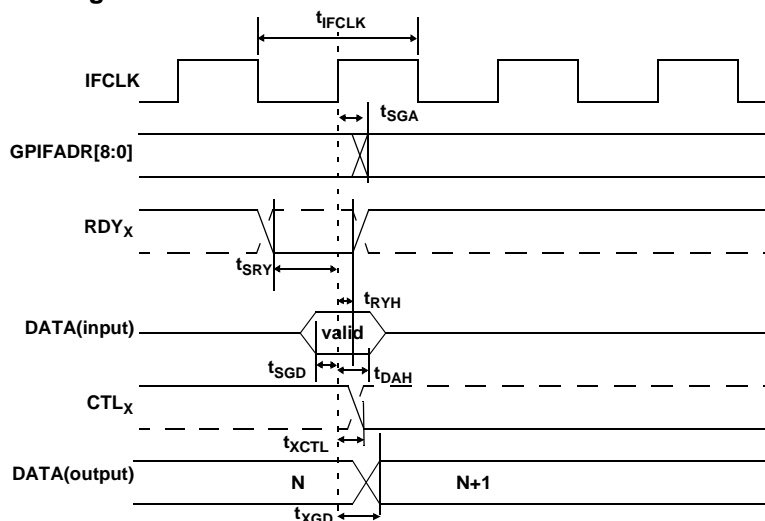 tIFCLK
IFCLK
tSGA
GPIFADR[8:0]
RDYX
tSRY
tRYH
DATA(input)
valid
tSGD
tDAH
CTLX
tXCTL
DATA(output)
N
N+1
tXGD